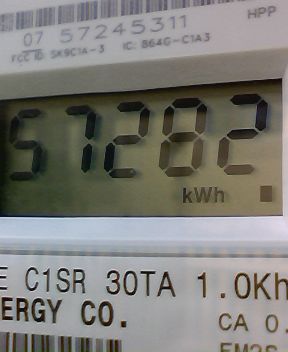 07 57245311
HPP
FCC ID: SK9C1A-3 IC: 864G-C1A3
57282
kWh
E C1SR 30TA 1.0Kh
ERGY CO.
CA 0.